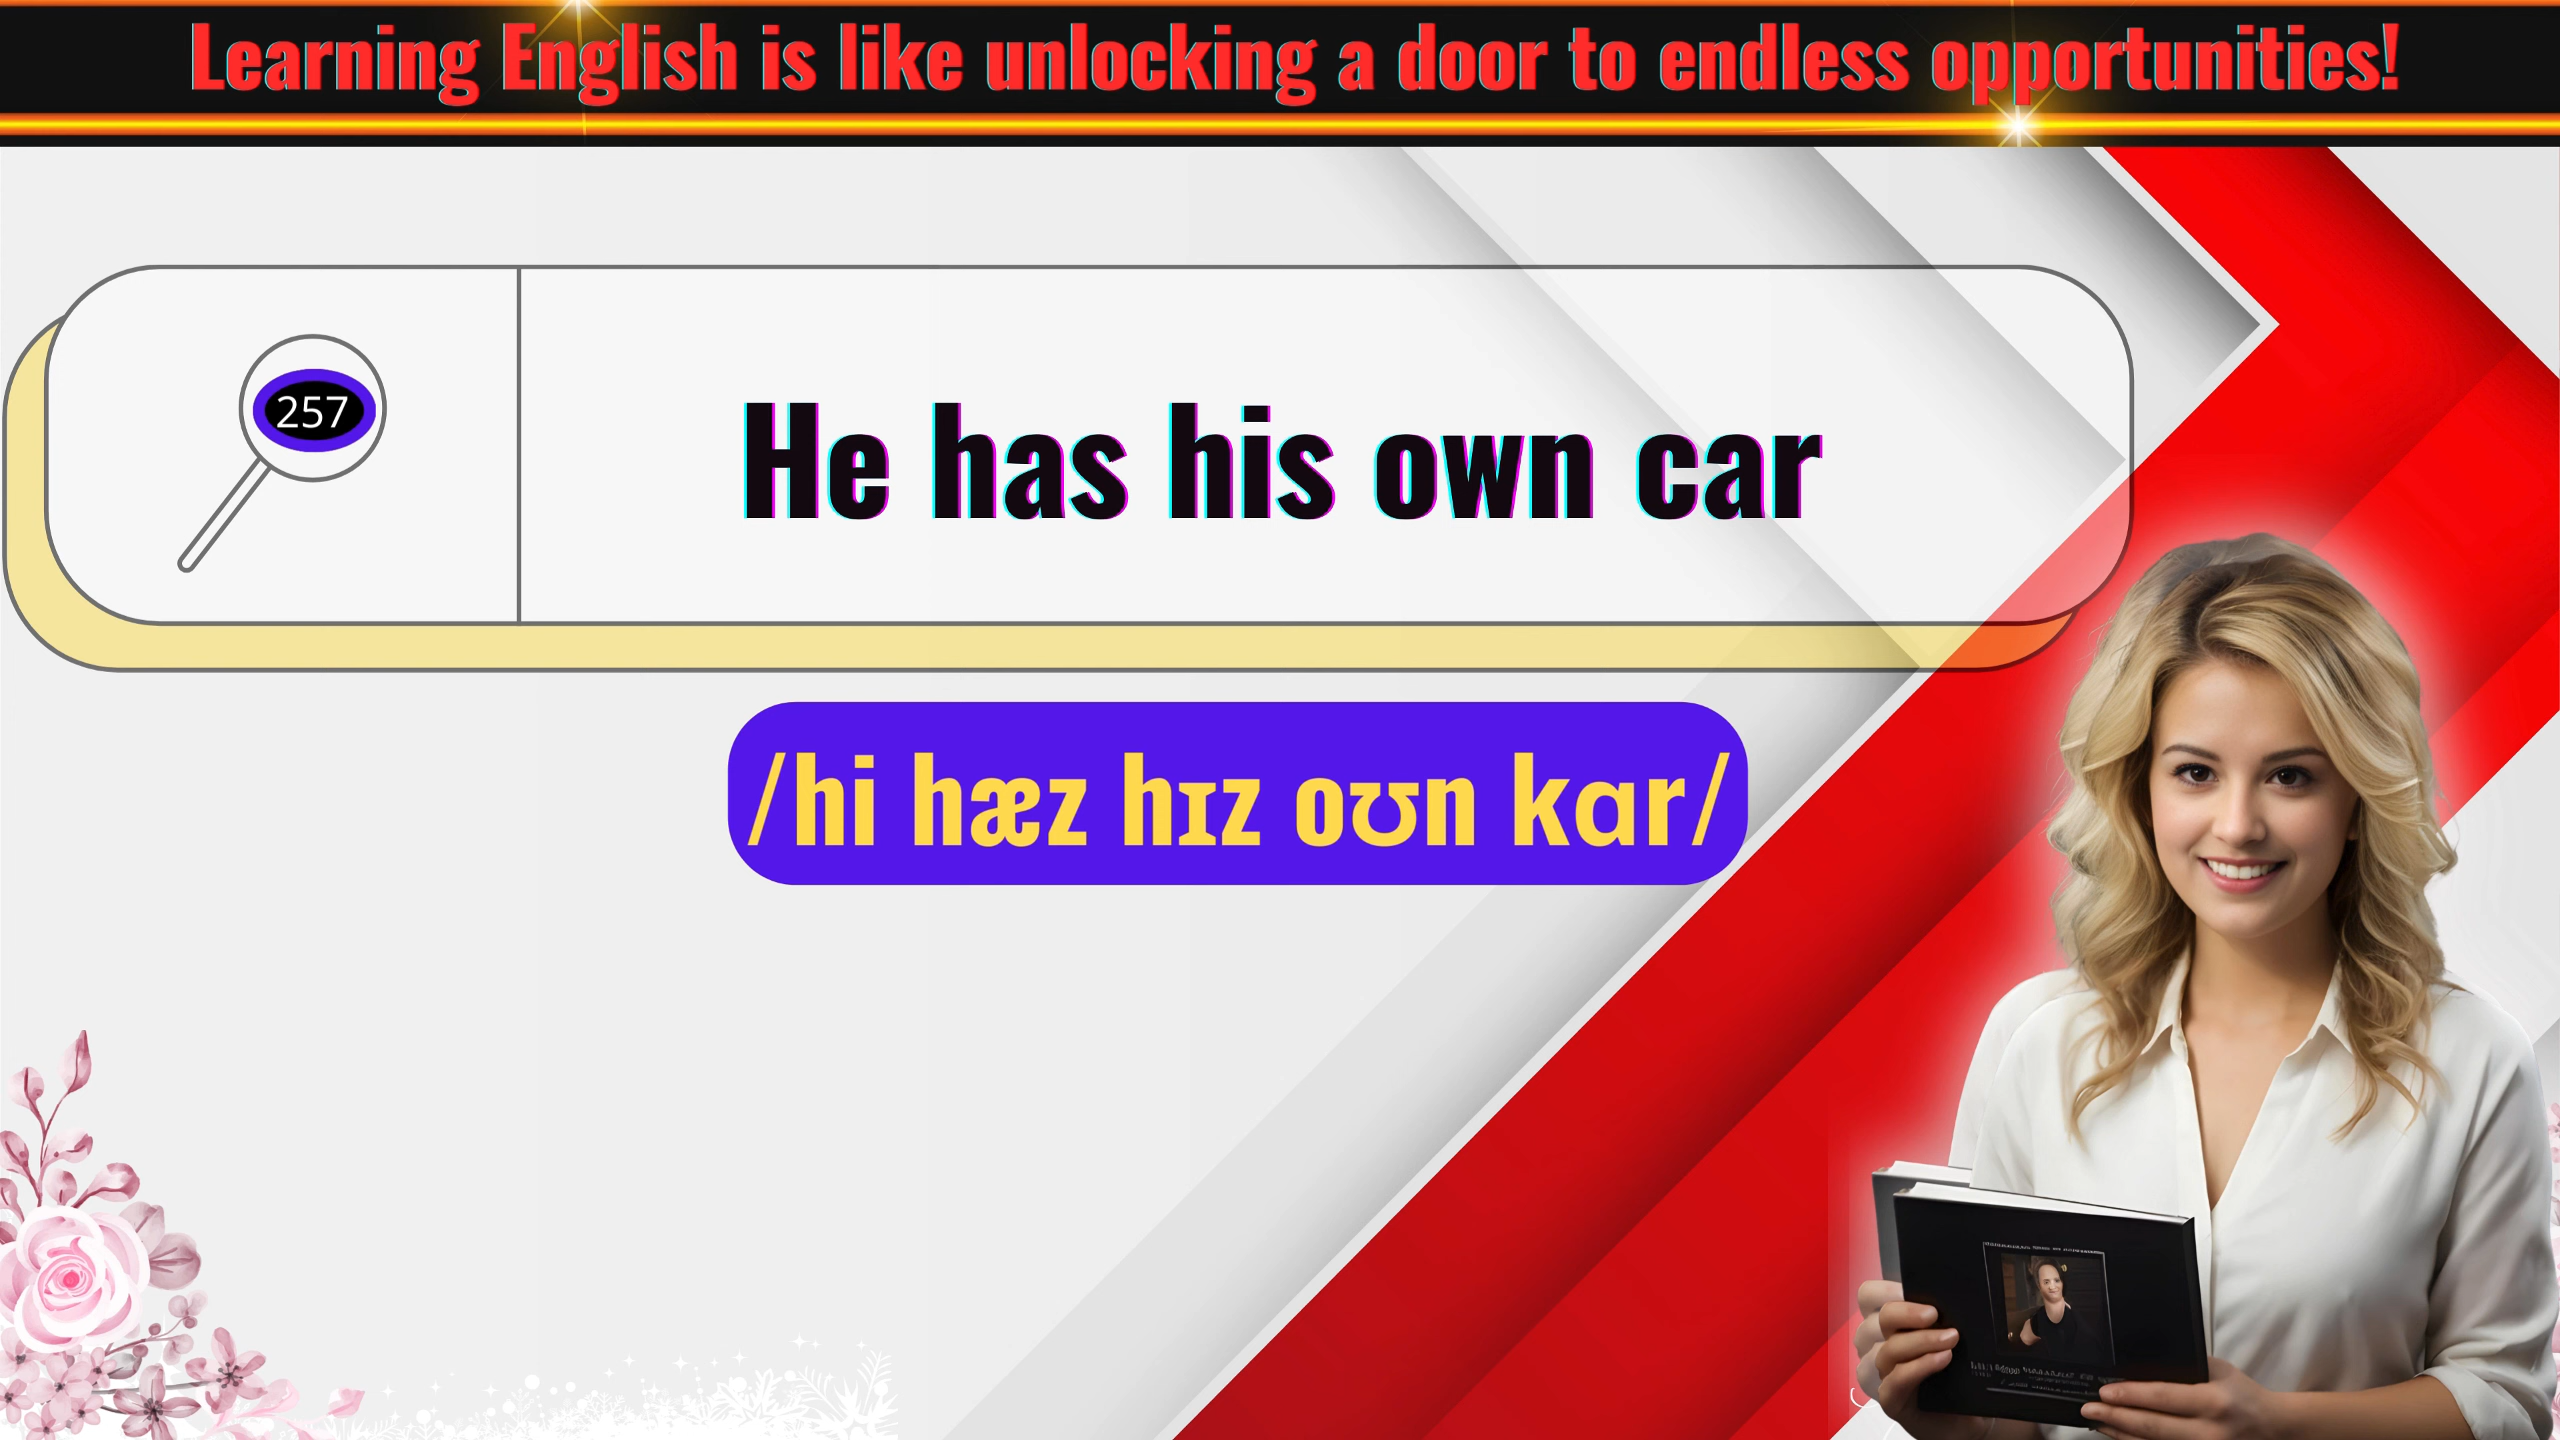 Learning English is like unlocking a door to endless opportunities!
257
He has his own car
/hi hæz hɪz oʊn kɑr/